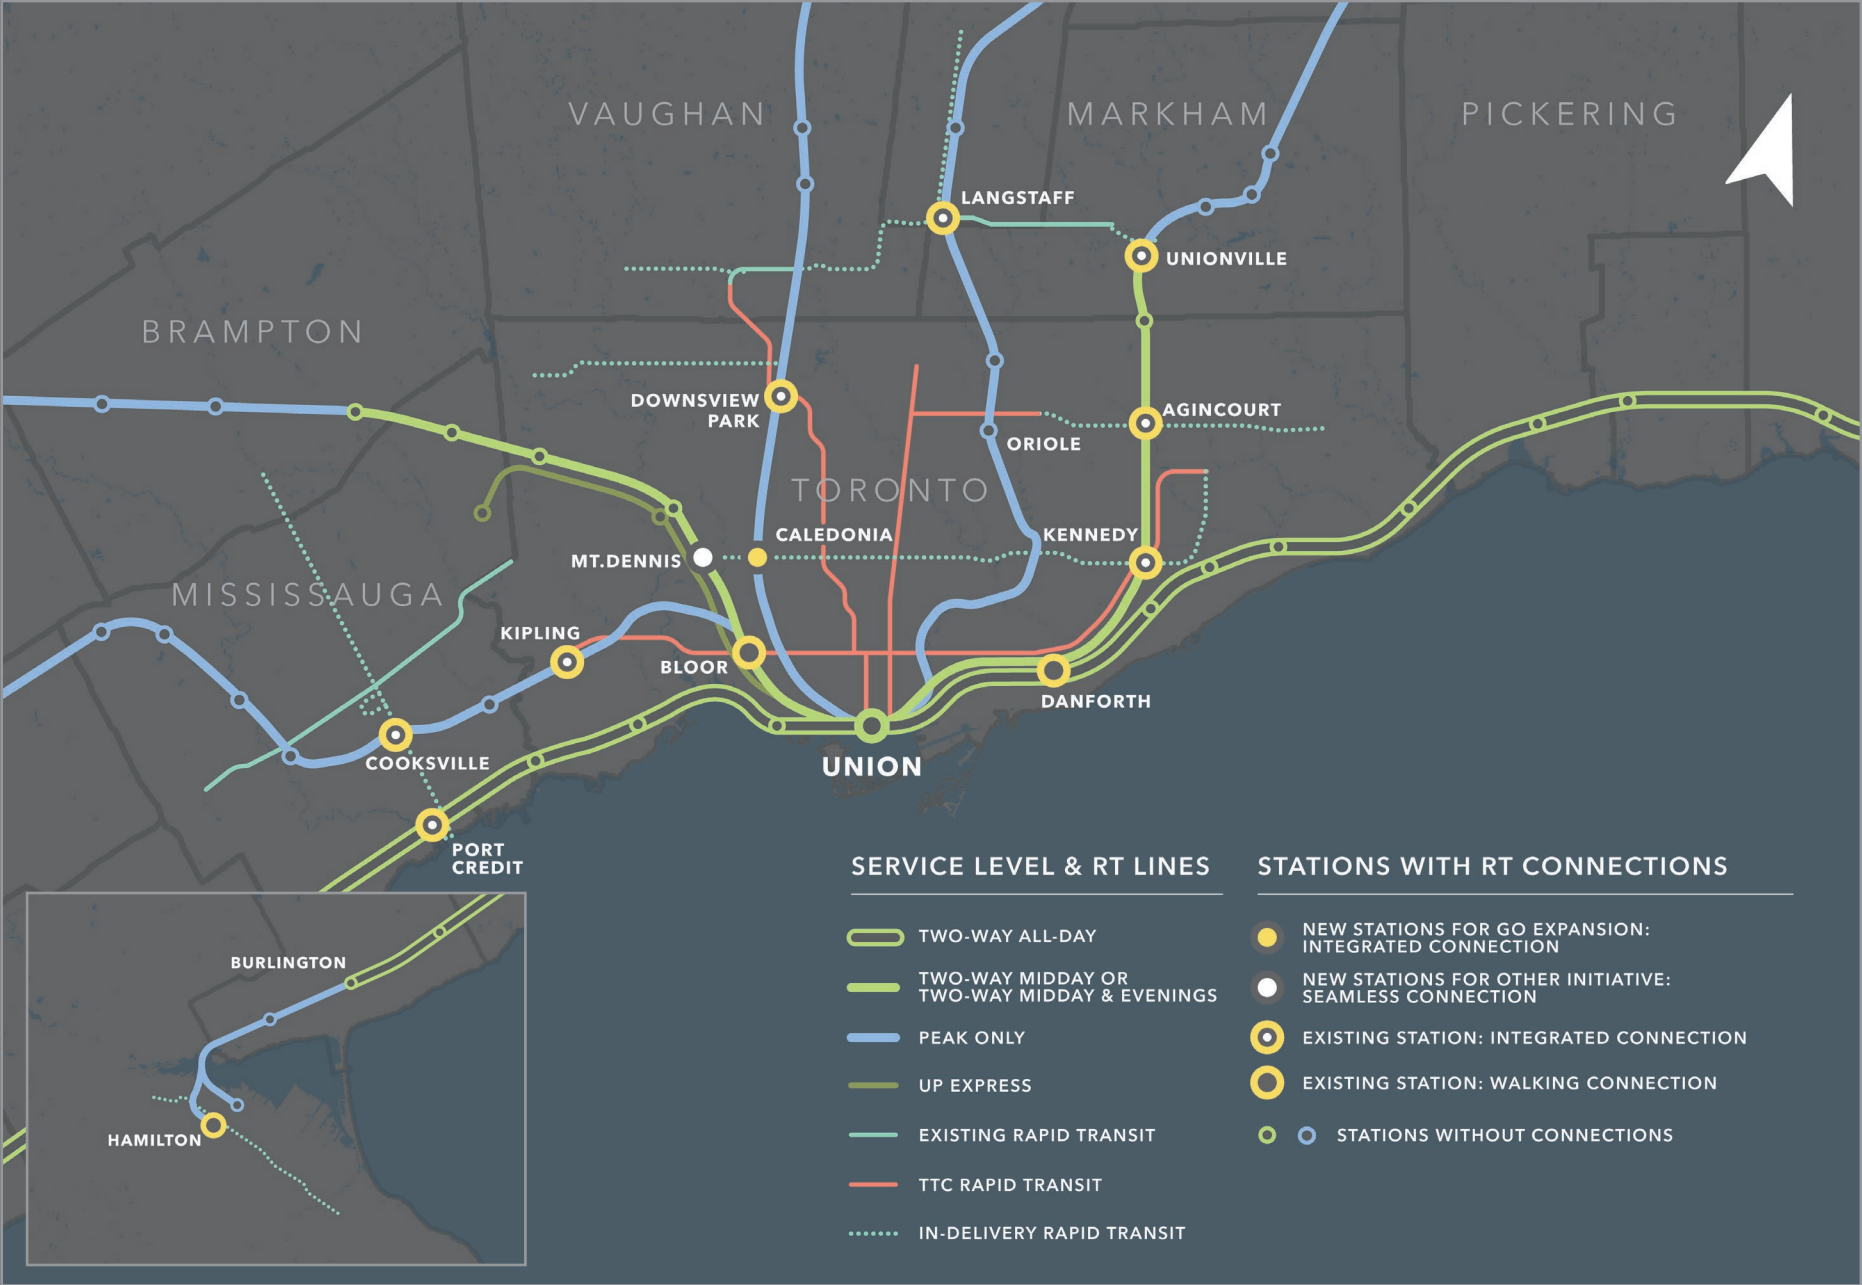 VAUGHAN
MARKHAM
PICKERING
LANGSTAFF
UNIONVILLE
BRAMPTON
DOWNSVIEW
PARK
AGINCOURT
ORIOLE
TORONTO
CALEDONIA
KENNEDY
MT.DENNIS
MISSISSAUGA
KIPLING
BLOOR
DANFORTH
COOKSVILLE
UNION
PORT
CREDIT
BURLINGTON
HAMILTON
SERVICE LEVEL & RT LINES
TWO-WAY ALL-DAY
TWO-WAY MIDDAY OR
TWO-WAY MIDDAY & EVENINGS
PEAK ONLY
UP EXPRESS
EXISTING RAPID TRANSIT
TTC RAPID TRANSIT
IN-DELIVERY RAPID TRANSIT
STATIONS WITH RT CONNECTIONS
NEW STATIONS FOR GO EXPANSION:
INTEGRATED CONNECTION
NEW STATIONS FOR OTHER INITIATIVE:
SEAMLESS CONNECTION
EXISTING STATION: INTEGRATED CONNECTION
EXISTING STATION: WALKING CONNECTION
STATIONS WITHOUT CONNECTIONS